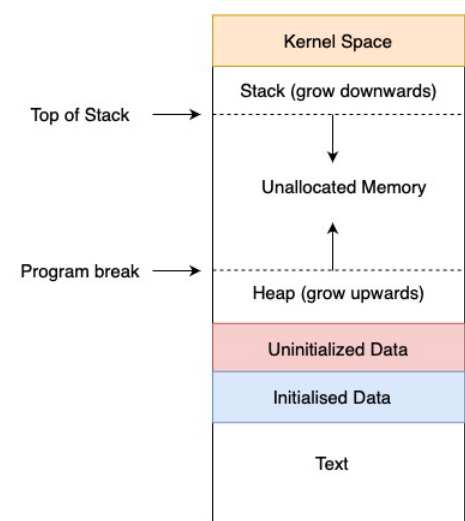 Kernel Space
Stack (grow downwards)
Top of Stack
Unallocated Memory
Program break
Heap (grow upwards)
Uninitialized Data
Initialised Data
Text